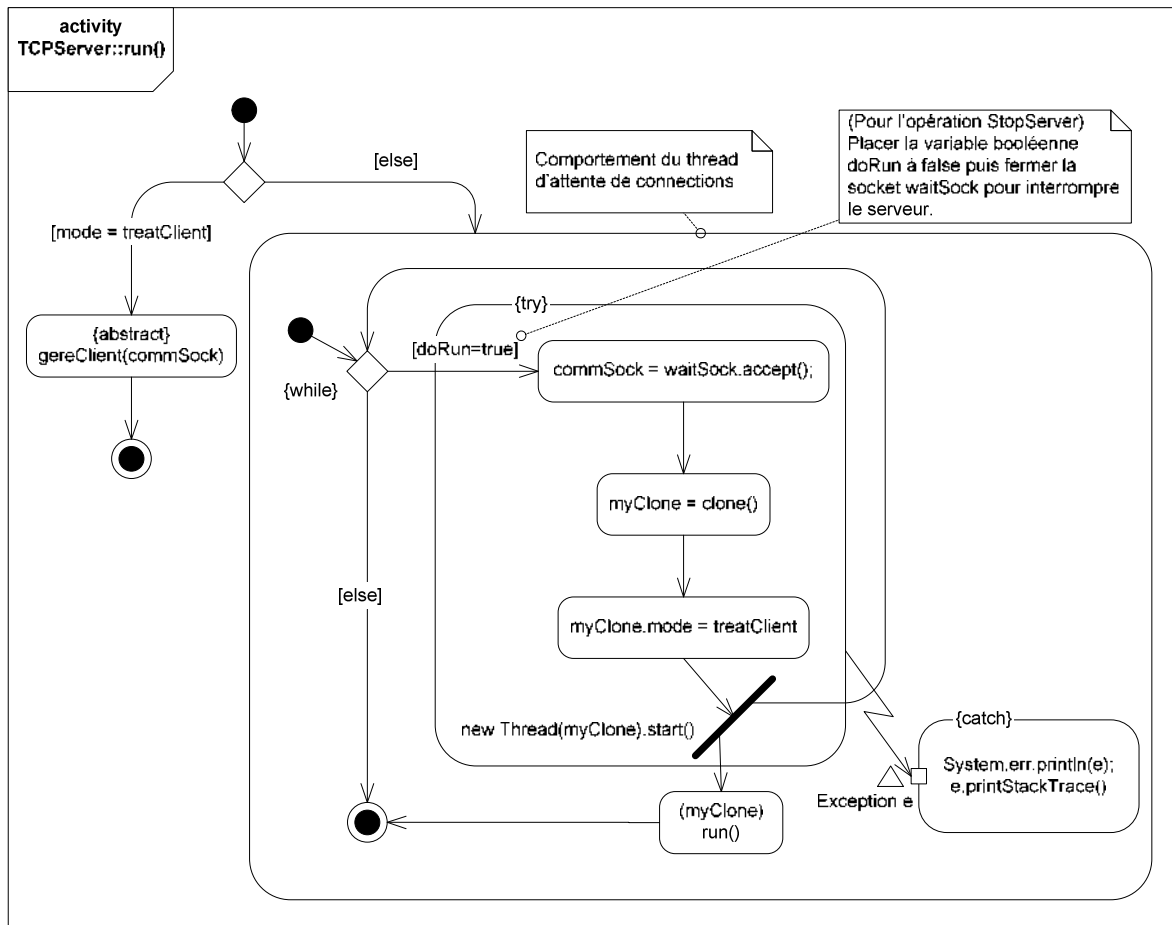 activity
TCPServer::run()
[else]
[mode = treatClient]
{abstract}
gereClient(commSock)
Comportement du thread
d'attente de connections
(Pour l'opération StopServer)
Placer la variable booléenne
doRun à false puis fermer la
socket waitSock pour interrompre
le serveur.
{try}
[doRun=true]
{while}
commSock = waitSock.accept();
myClone = clone()
[else]
myClone.mode = treatClient
new Thread(myClone).start()
(myClone)
run()
{catch}
System.err.println(e);
e.printStackTrace()
Exception e